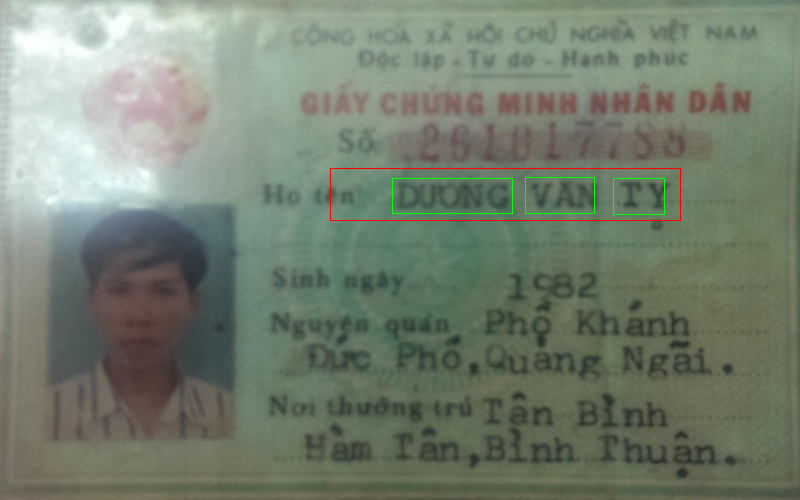 CỘNG HÒA XÃ HỘI CHỦ NGHĨA VIỆT NAM
Độc lập - Tự do - Hạnh phúc
GIẤY CHỨNG MINH NHÂN DÂN
Số: 261017788
Họ tên DƯƠNG VĂN TỴ
Sinh ngày 1982
Nguyên quán Phổ Khánh
Đức Phổ, Quảng Ngãi.
Nơi thường trú Tân Bình
Hàm Tân, Bình Thuận.